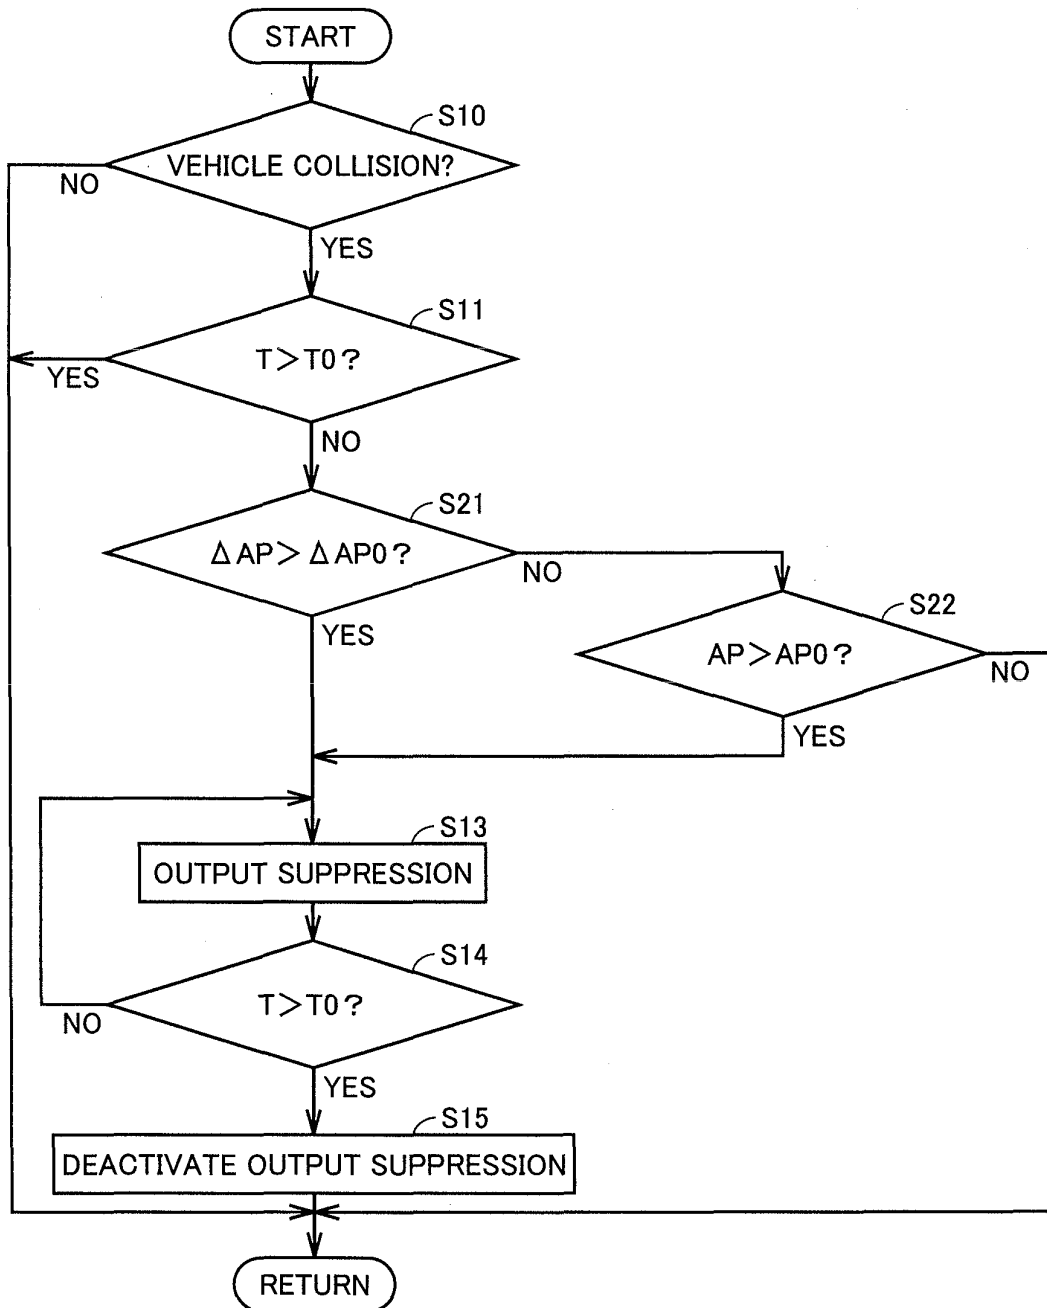 START
S10
VEHICLE COLLISION?
NO
YES
S11
T>T0?
YES
NO
S21
ΔAP>ΔAP0?
NO
YES
S22
AP>AP0?
NO
YES
S13
OUTPUT SUPPRESSION
S14
T>T0?
NO
YES
S15
DEACTIVATE OUTPUT SUPPRESSION
RETURN